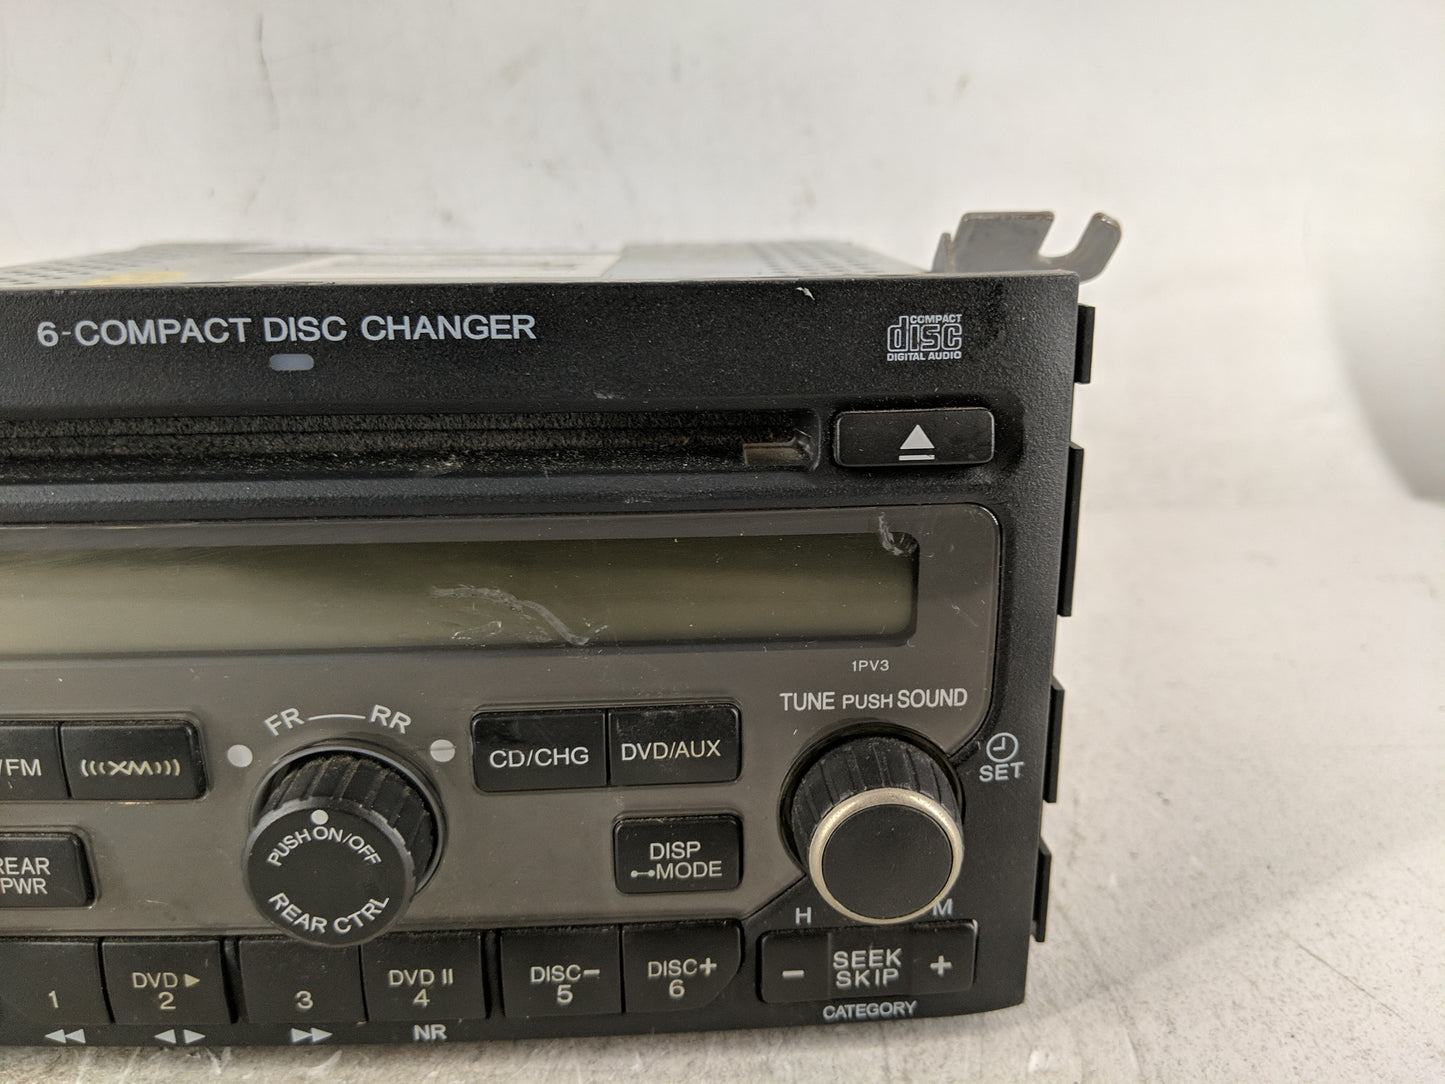 6-COMPACT DISC CHANGER
COMPACT
disc
DIGITAL AUDIO
1PV3
TUNE PUSH SOUND
FR RR
/FM
(((XM)))
CD/CHG
DVD/AUX
SET
PUSH ON/OFF
REAR CTRL
REAR
PWR
DISP
MODE
H M
1
DVD ▶
2
3
DVD II
4
DISC-
5
DISC+
6
- SEEK +
SKIP
NR
CATEGORY